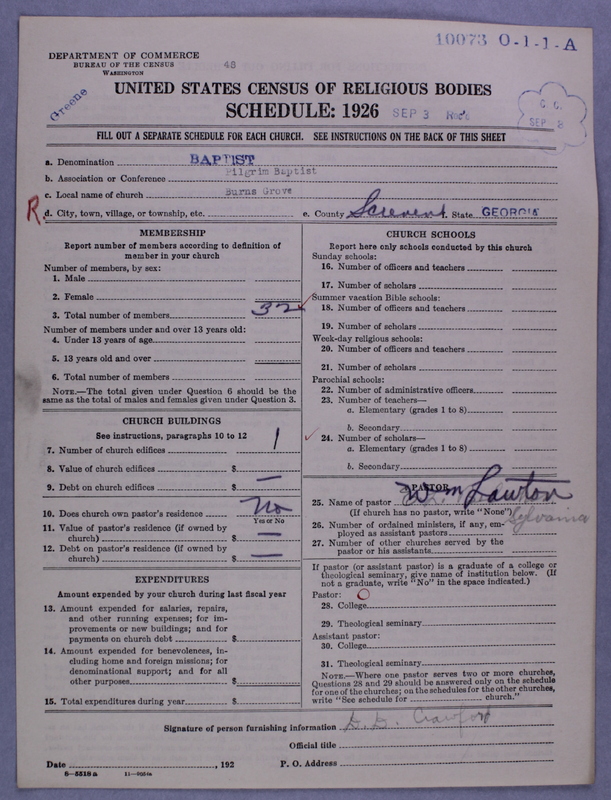 10073 O-1-1-A
DEPARTMENT OF COMMERCE
BUREAU OF THE CENSUS
WASHINGTON
48
Greene
UNITED STATES CENSUS OF RELIGIOUS BODIES
SCHEDULE: 1926
SEP 3
C. C.
SEP 8
FILL OUT A SEPARATE SCHEDULE FOR EACH CHURCH. SEE INSTRUCTIONS ON THE BACK OF THIS SHEET
a. Denomination BAPTIST
b. Association or Conference Pilgrim Baptist
c. Local name of church Burns Grove
R. d. City, town, village, or township, etc. e. County Screven f. State. GEORGIA
MEMBERSHIP
Report number of members according to definition of
member in your church
Number of members, by sex:
1. Male
2. Female
3. Total number of members 32
Number of members under and over 13 years old:
4. Under 13 years of age
5. 13 years old and over
6. Total number of members
NOTE.—The total given under Question 6 should be the
same as the total of males and females given under Question 3.
CHURCH BUILDINGS
See instructions, paragraphs 10 to 12
7. Number of church edifices 1
8. Value of church edifices $
9. Debt on church edifices $ —
10. Does church own pastor's residence No
Yes or No
11. Value of pastor's residence (if owned by
church) $ —
12. Debt on pastor's residence (if owned by
church) $ —
EXPENDITURES
Amount expended by your church during last fiscal year
13. Amount expended for salaries, repairs,
and other running expenses; for im-
provements or new buildings; and for
payments on church debt $
14. Amount expended for benevolences, in-
cluding home and foreign missions; for
denominational support; and for all
other purposes $
15. Total expenditures during year $
CHURCH SCHOOLS
Report here only schools conducted by this church
Sunday schools:
16. Number of officers and teachers
17. Number of scholars
Summer vacation Bible schools:
18. Number of officers and teachers
19. Number of scholars
Week-day religious schools:
20. Number of officers and teachers
21. Number of scholars
Parochial schools:
22. Number of administrative officers
23. Number of teachers—
a. Elementary (grades 1 to 8)
b. Secondary
24. Number of scholars—
a. Elementary (grades 1 to 8)
b. Secondary
PASTOR
25. Name of pastor Wm Lawton
(If church has no pastor, write "None") Sylvania
26. Number of ordained ministers, if any, em-
ployed as assistant pastors
27. Number of other churches served by the
pastor or his assistants
If pastor (or assistant pastor) is a graduate of a college or
theological seminary, give name of institution below. (If
not a graduate, write "No" in the space indicated.)
Pastor:
28. College
29. Theological seminary
Assistant pastor:
30. College
31. Theological seminary
NOTE.—Where one pastor serves two or more churches,
Questions 28 and 29 should be answered only on the schedule
for one of the churches; on the schedules for the other churches,
write "See schedule for church."
Signature of person furnishing information Crawford
Official title
Date , 192 P. O. Address
8—5518a 11—9054a